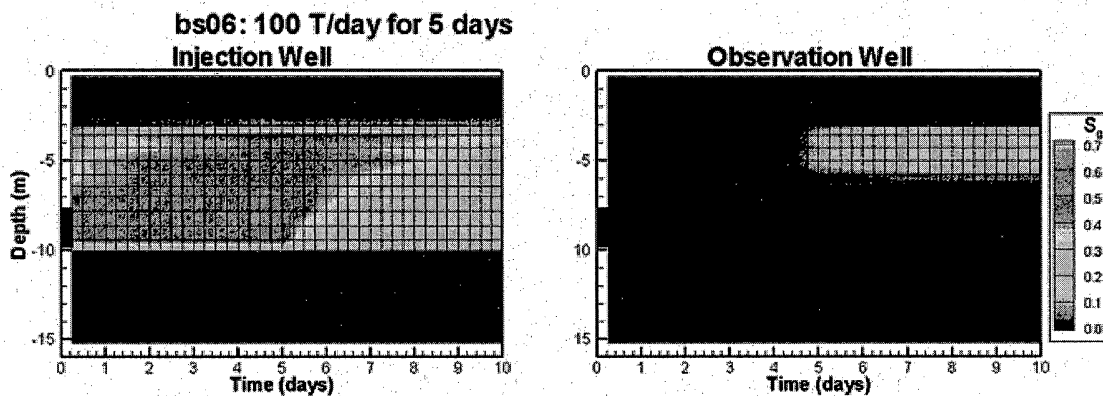 bs06: 100 T/day for 5 days
Injection Well
Observation Well
0
-5
-10
-15
Depth (m)
0 1 2 3 4 5 6 7 8 9 10
Time (days)
0
-5
-10
15
0 1 2 3 4 5 6 7 8 9 10
Time (days)
Sg
0.7
0.6
0.5
0.4
0.3
0.2
0.1
0.0